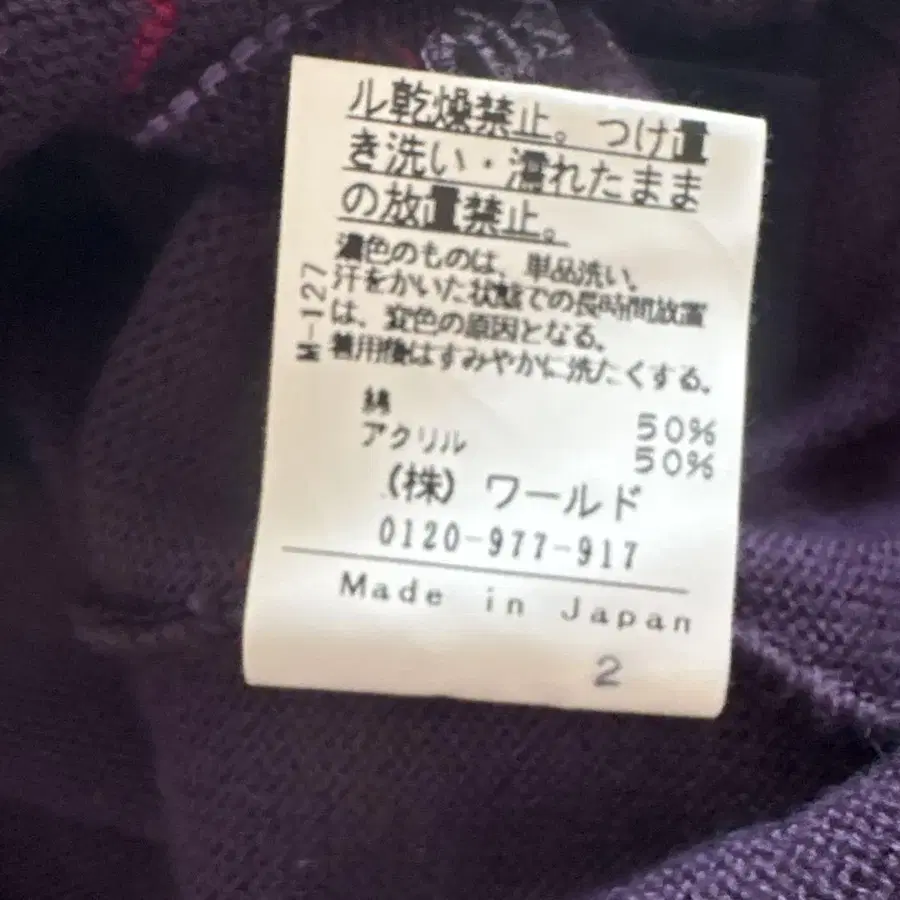 ル乾燥禁止。つけ置
き洗い・濡れたまま
の放置禁止。
濃色のものは、単品洗い。
汗をかいた状態での長時間放置
は、変色の原因となる。
着用後はすみやかに洗たくする。
M-127
綿 50%
アクリル 50%
(株) ワールド
0120-977-917
Made in Japan
2